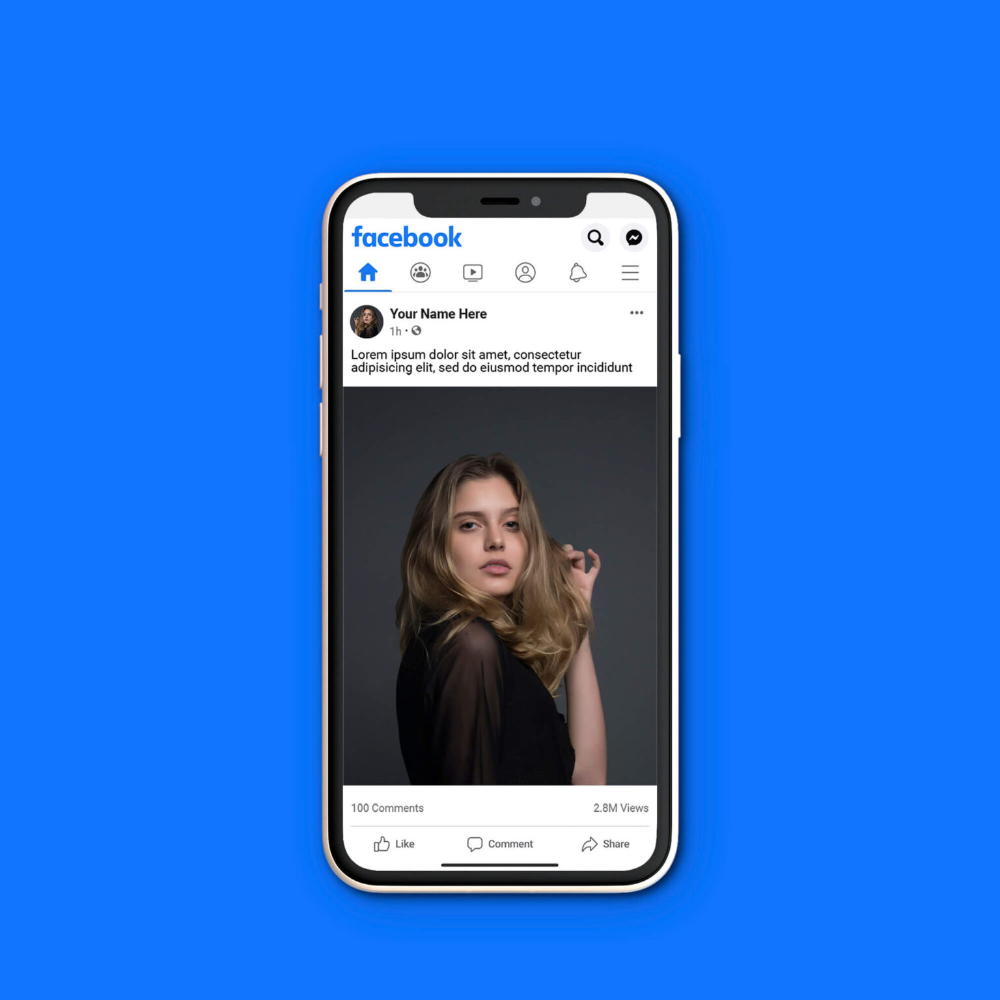 facebook
Your Name Here
1h •
Lorem ipsum dolor sit amet, consectetur
adipisicing elit, sed do eiusmod tempor incididunt
100 Comments
2.8M Views
Like
Comment
Share